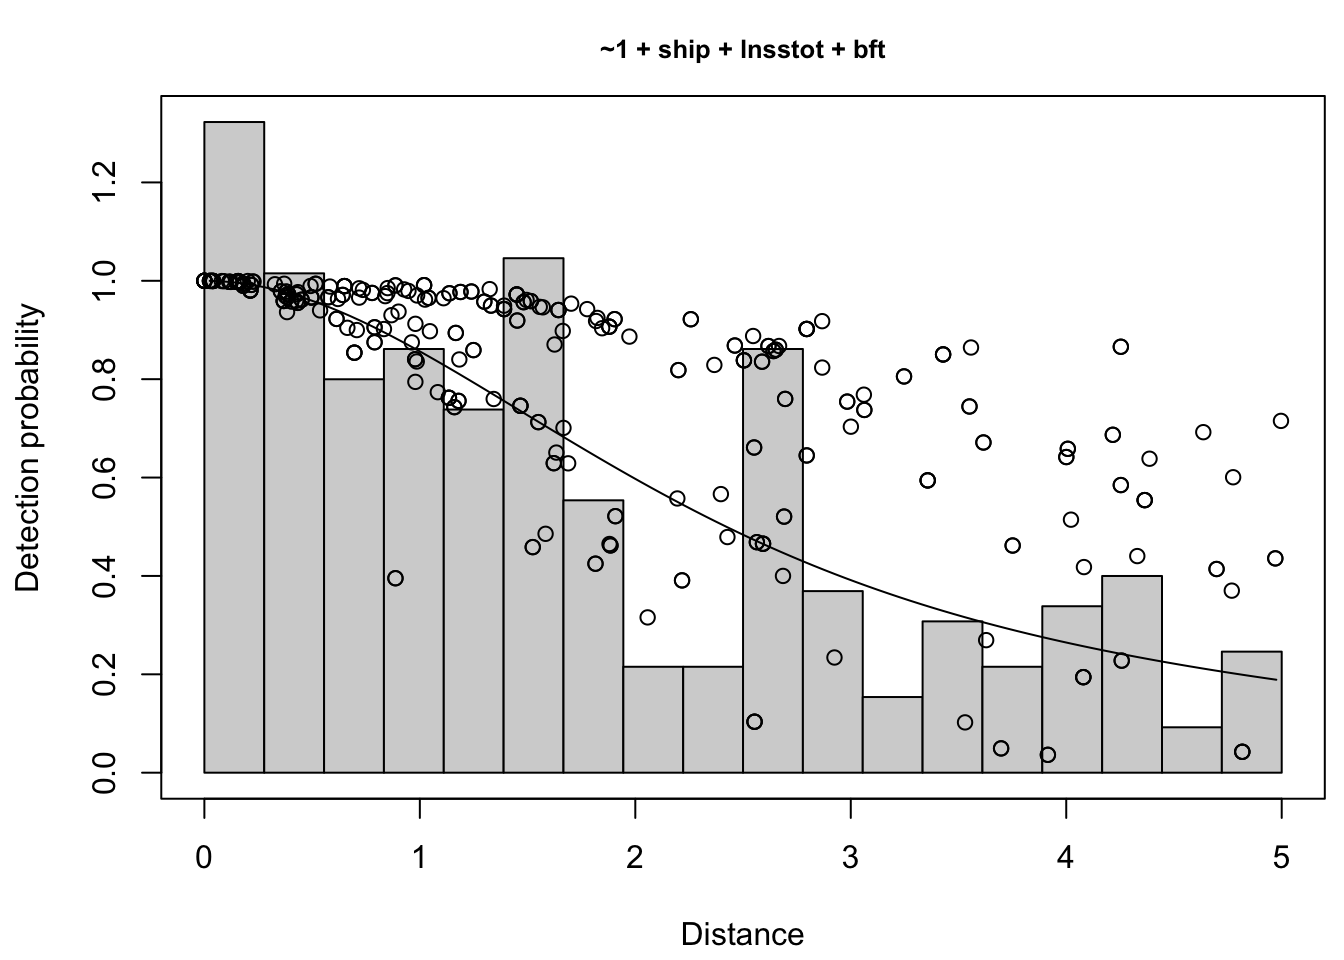 ~1 + ship + lnsstot + bft
Detection probability
1.2
1.0
0.8
0.6
0.4
0.2
0.0
0 1 2 3 4 5
Distance